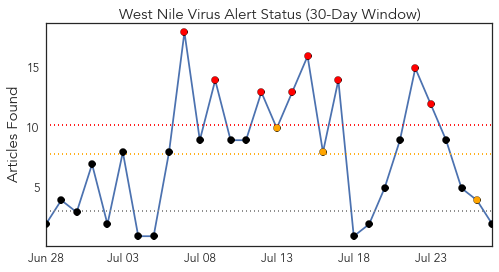 West Nile Virus Alert Status (30-Day Window)
Articles Found
15
10
5
Jun 28 Jul 03 Jul 08 Jul 13 Jul 18 Jul 23